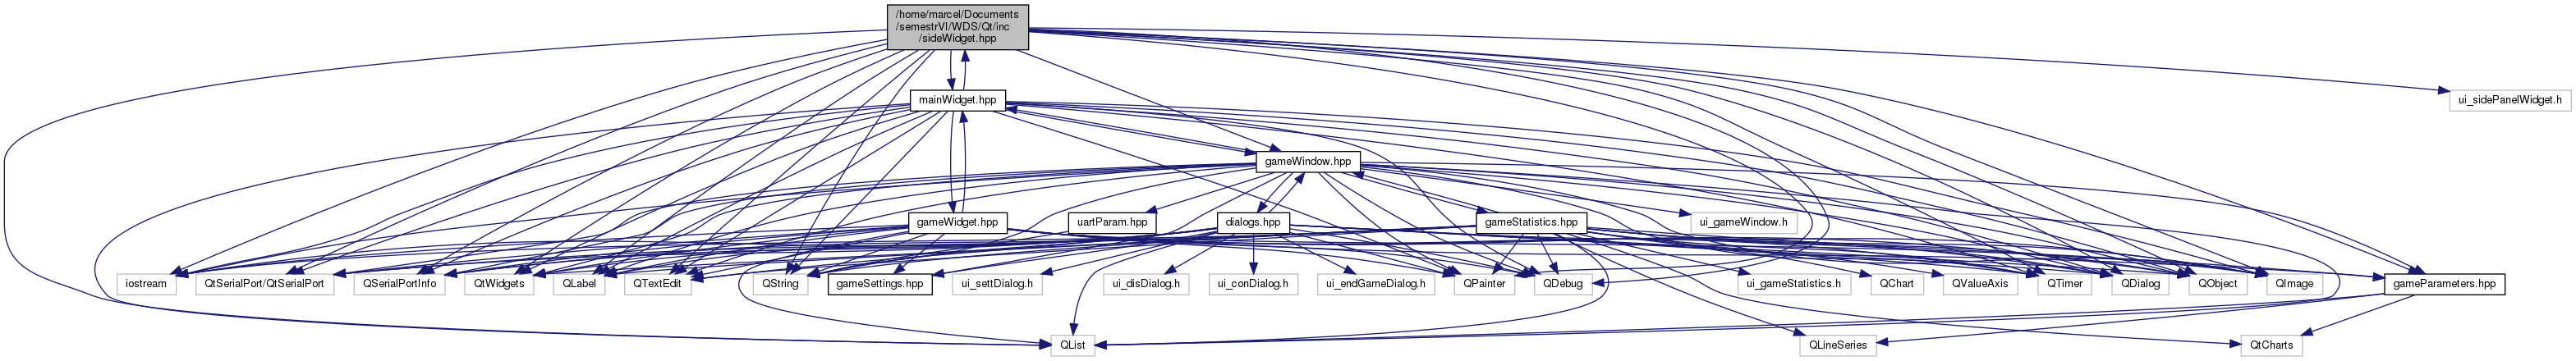 /home/marcel/Documents
/semestrVI/WDS/Qt/inc
/sideWidget.hpp
mainWidget.hpp
ui_sidePanelWidget.h
gameWindow.hpp
gameWidget.hpp
uartParam.hpp
dialogs.hpp
gameStatistics.hpp
ui_gameWindow.h
iostream
QtSerialPort/QtSerialPort
QSerialPortInfo
QtWidgets
QLabel
QTextEdit
QString
gameSettings.hpp
ui_settDialog.h
ui_disDialog.h
ui_conDialog.h
ui_endGameDialog.h
QPainter
QDebug
ui_gameStatistics.h
QChart
QValueAxis
QTimer
QDialog
QObject
QImage
gameParameters.hpp
QList
QLineSeries
QtCharts